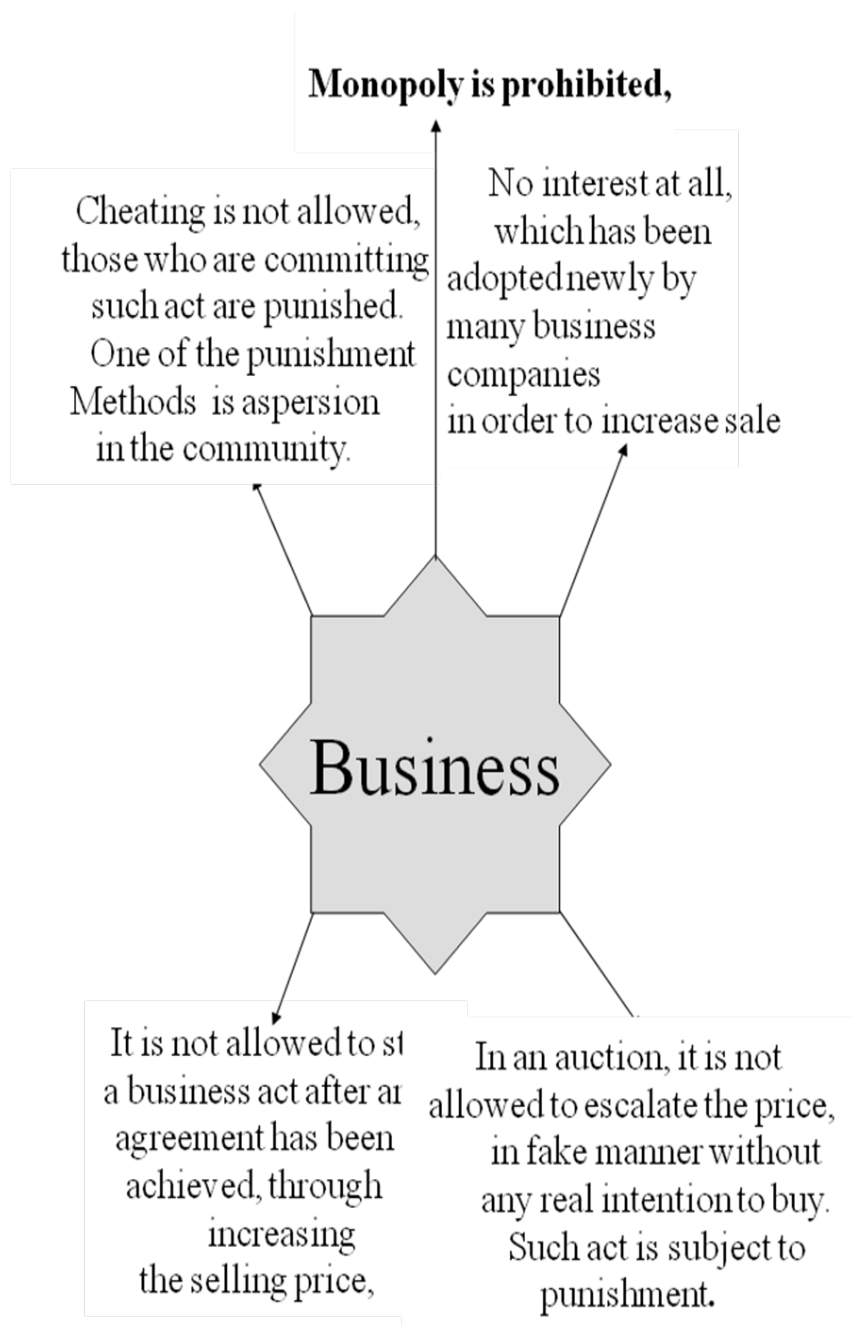 Monopoly is prohibited,
Cheating is not allowed,
those who are committing
such act are punished.
One of the punishment
Methods is aspersion
in the community.
No interest at all,
which has been
adopted newly by
many business
companies
in order to increase sale
Business
It is not allowed to
a business act after
agreement has been
achieved, through
increasing
the selling price,
In an auction, it is not
allowed to escalate the price,
in fake manner without
any real intention to buy.
Such act is subject to
punishment.